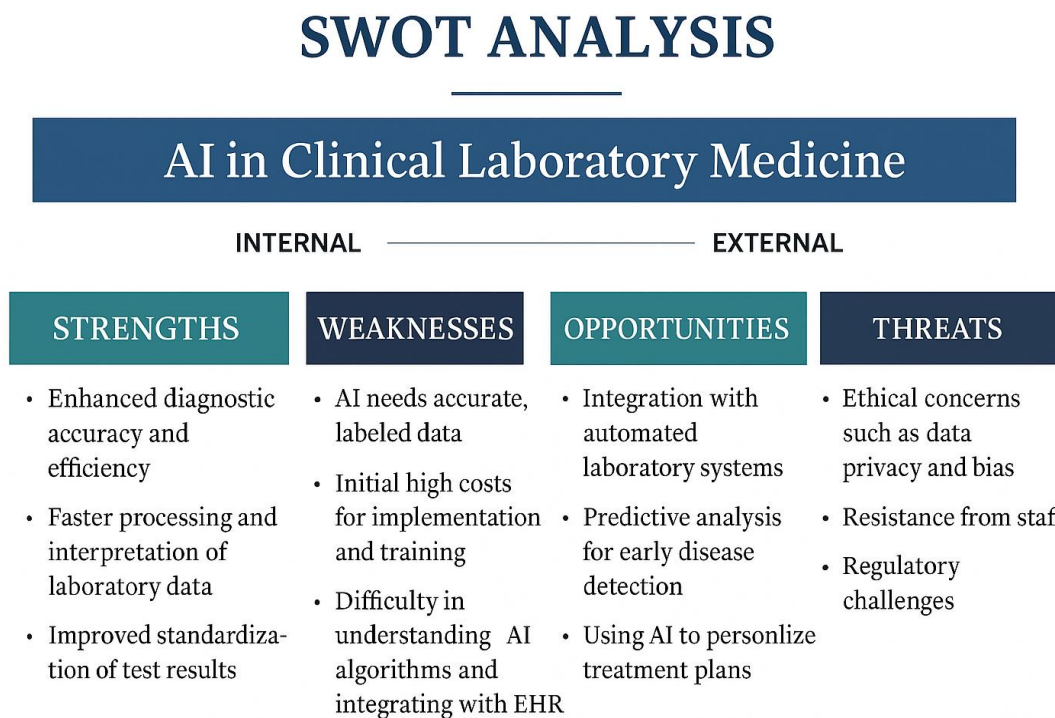 SWOT ANALYSIS
AI in Clinical Laboratory Medicine
INTERNAL
EXTERNAL
STRENGTHS
• Enhanced diagnostic
accuracy and
efficiency
• Faster processing and
interpretation of
laboratory data
• Improved standardiza-
tion of test results
WEAKNESSES
• AI needs accurate,
labeled data
• Initial high costs
for implementation
and training
• Difficulty in
understanding AI
algorithms and
integrating with EHR
OPPORTUNITIES
• Integration with
automated
laboratory systems
• Predictive analysis
for early disease
detection
• Using AI to personlize
treatment plans
THREATS
• Ethical concerns
such as data
privacy and bias
• Resistance from staf
• Regulatory
challenges